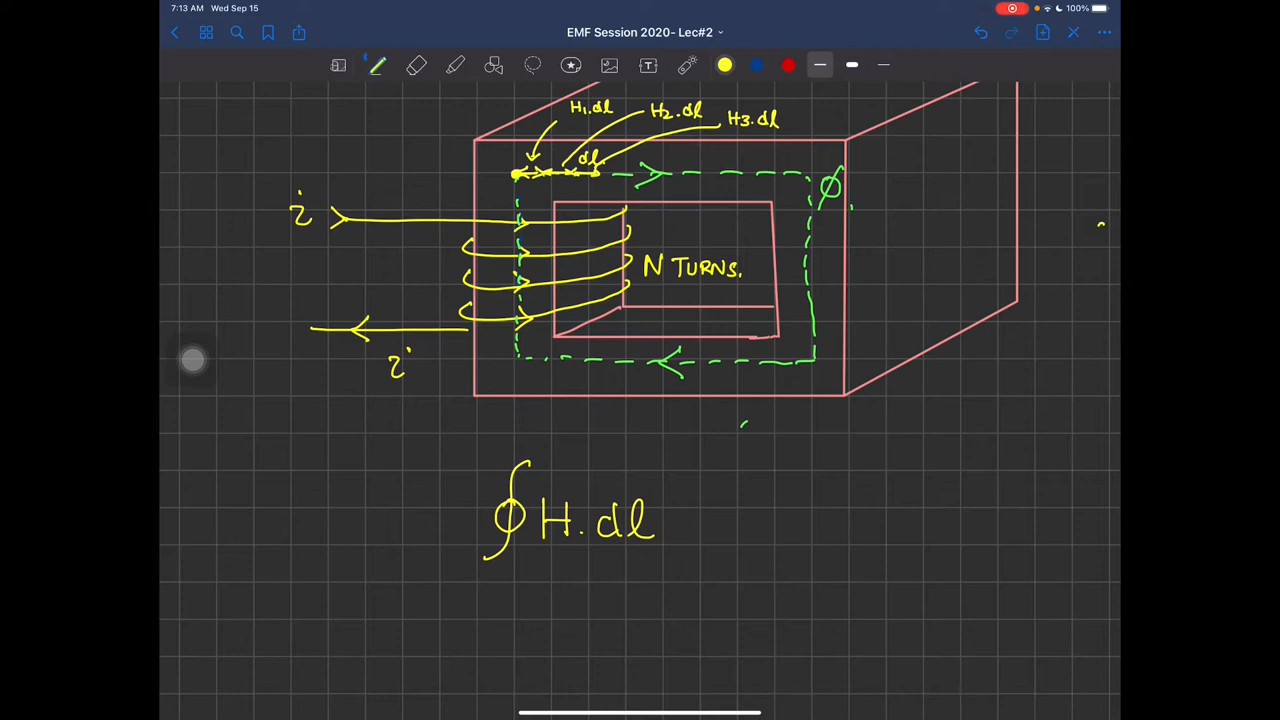 7:13 AM Wed Sep 15
100%
EMF Session 2020- Lec#2
H1.dl
H2.dl
H3.dl
dl
ϕ
i
N TURNS.
i
∮ H.dl